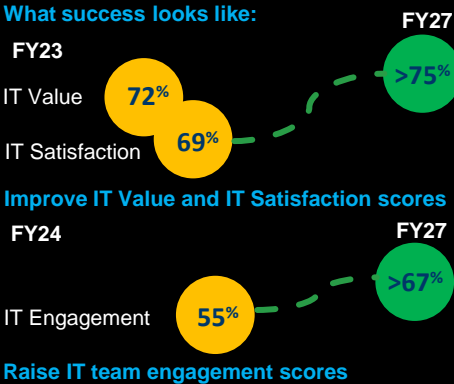 What success looks like:
FY27
FY23
>75%
IT Value
72%
69%
IT Satisfaction
Improve IT Value and IT Satisfaction scores
FY24
FY27
>67%
IT Engagement
55%
Raise IT team engagement scores